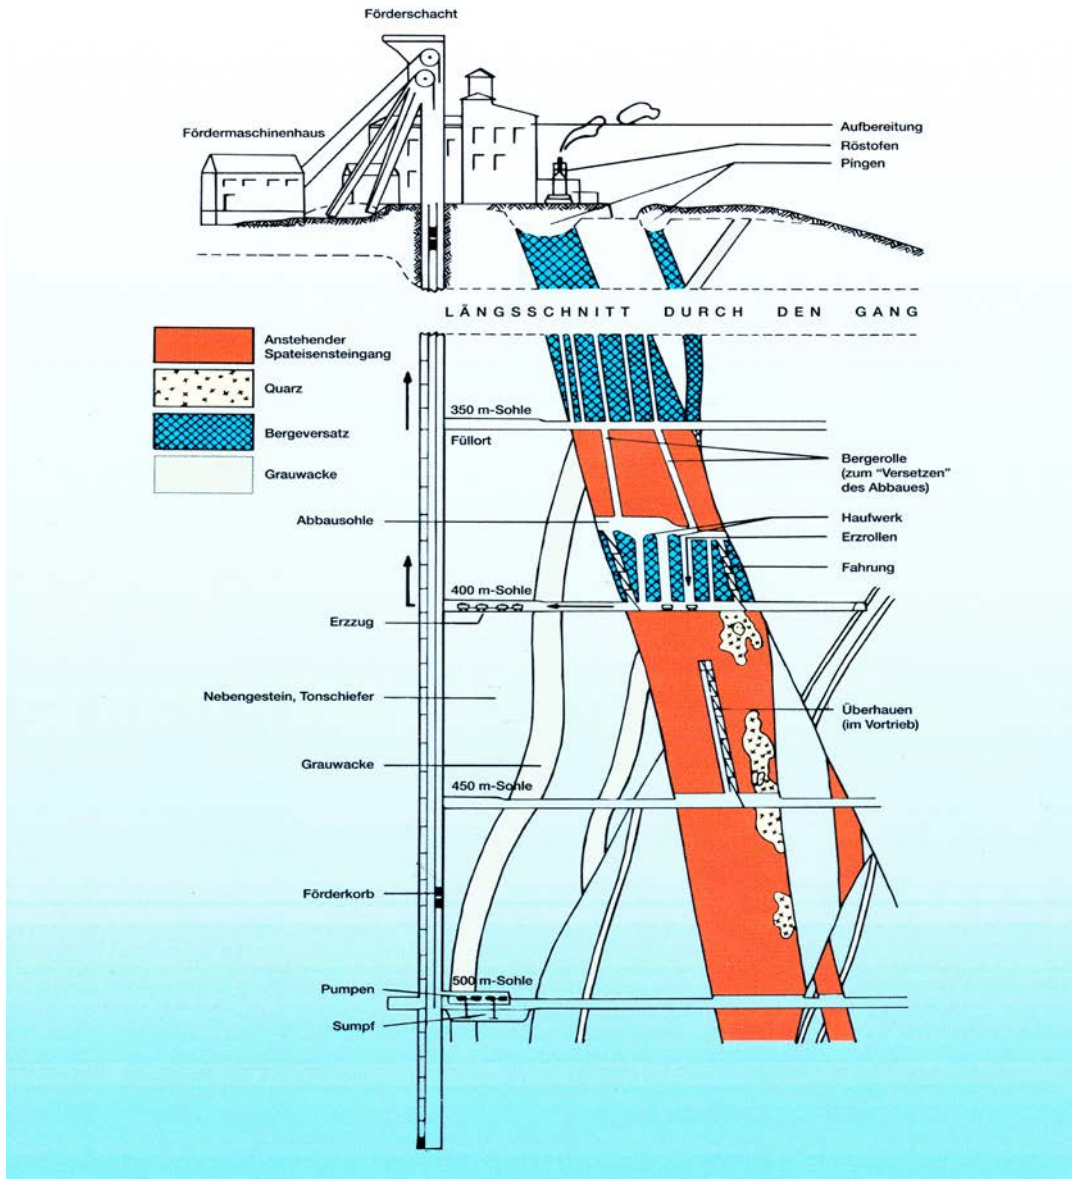 Förderschacht
Fördermaschinenhaus
Aufbereitung
Röstofen
Pingen
LÄNGSSCHNITT DURCH DEN GANG
Anstehender
Spateisensteingang
Quarz
Bergeversatz
Grauwacke
350 m-Sohle
Füllort
Bergerolle
(zum "Versetzen"
des Abbaues)
Abbausohle
Haufwerk
Erzrollen
Fahrung
400 m-Sohle
Erzzug
Nebengestein, Tonschiefer
Überhauen
(im Vortrieb)
Grauwacke
450 m-Sohle
Förderkorb
500 m-Sohle
Pumpen
Sumpf